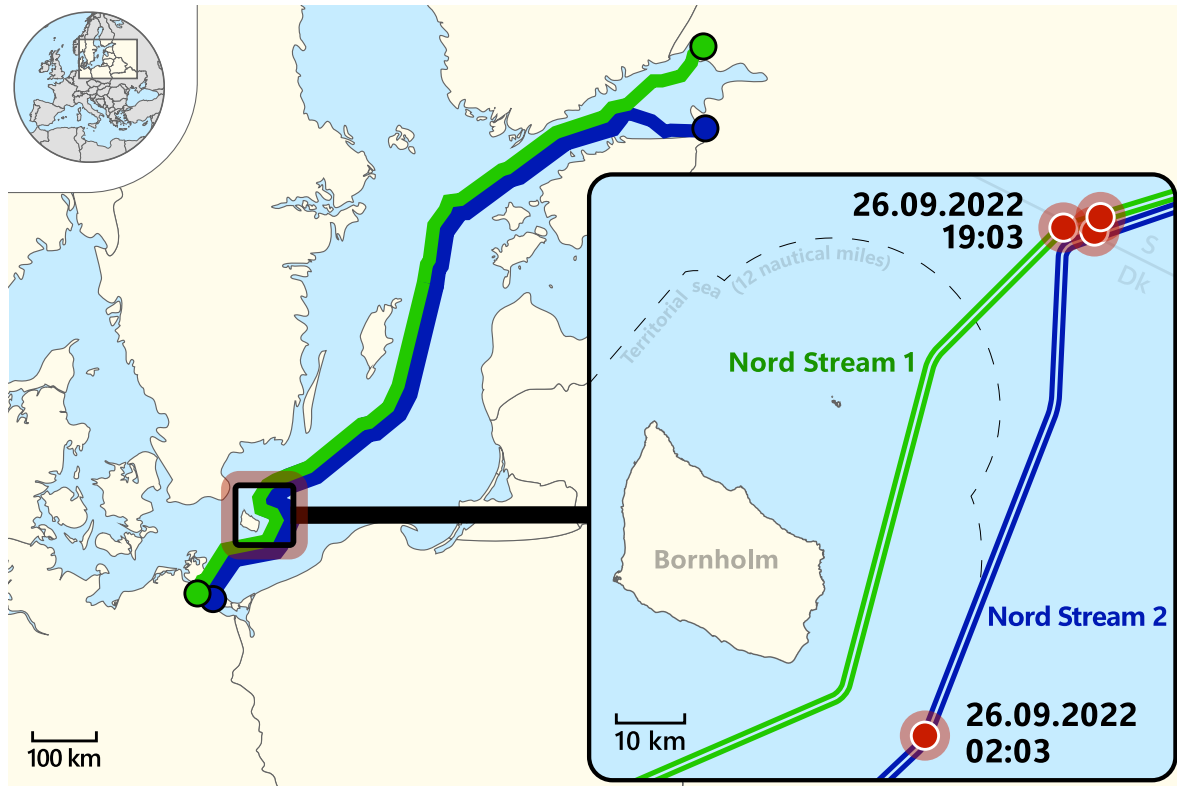 26.09.2022
19:03
S
Dk
Territorial sea (12 nautical miles)
Nord Stream 1
Bornholm
Nord Stream 2
26.09.2022
02:03
10 km
100 km